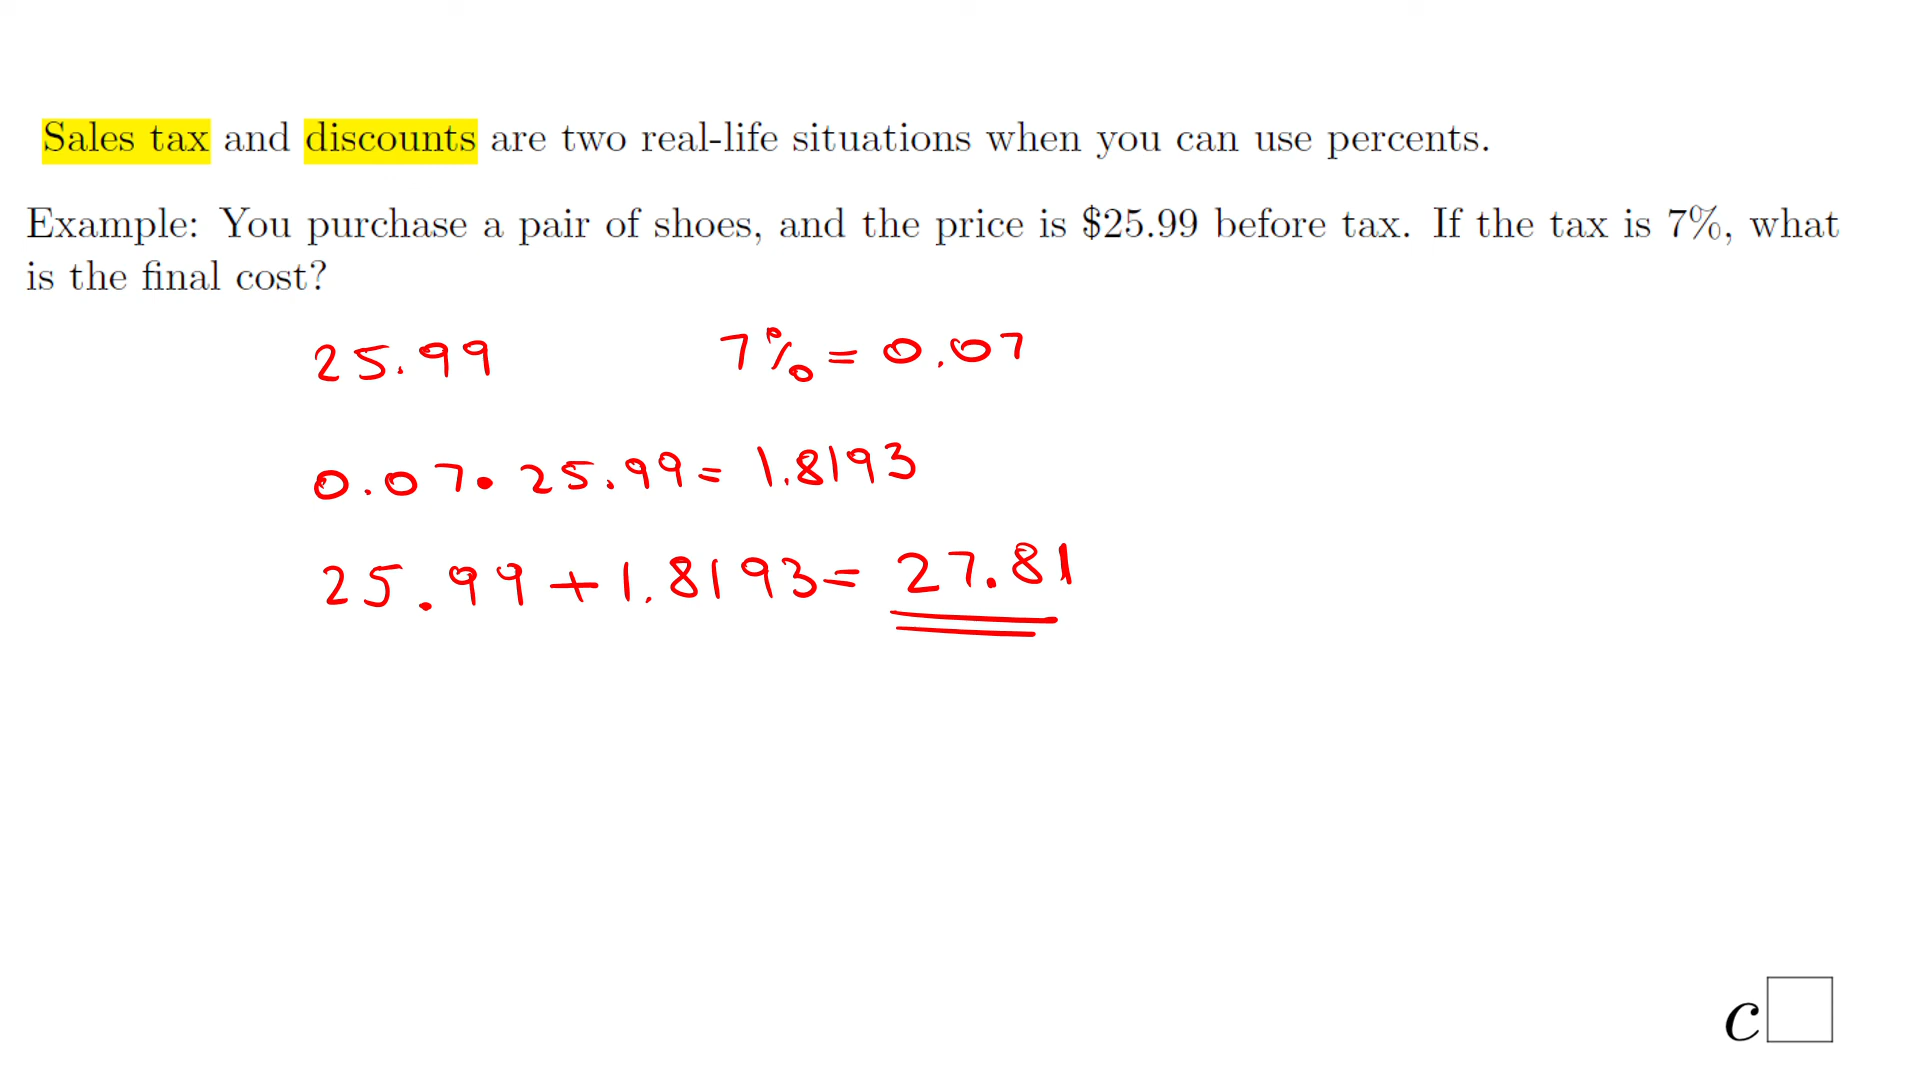 Sales tax and discounts are two real-life situations when you can use percents.
Example: You purchase a pair of shoes, and the price is $25.99 before tax. If the tax is 7%, what
is the final cost?
25.99 7% = 0.07
0.07 · 25.99 = 1.8193
25.99 + 1.8193 = 27.81
c